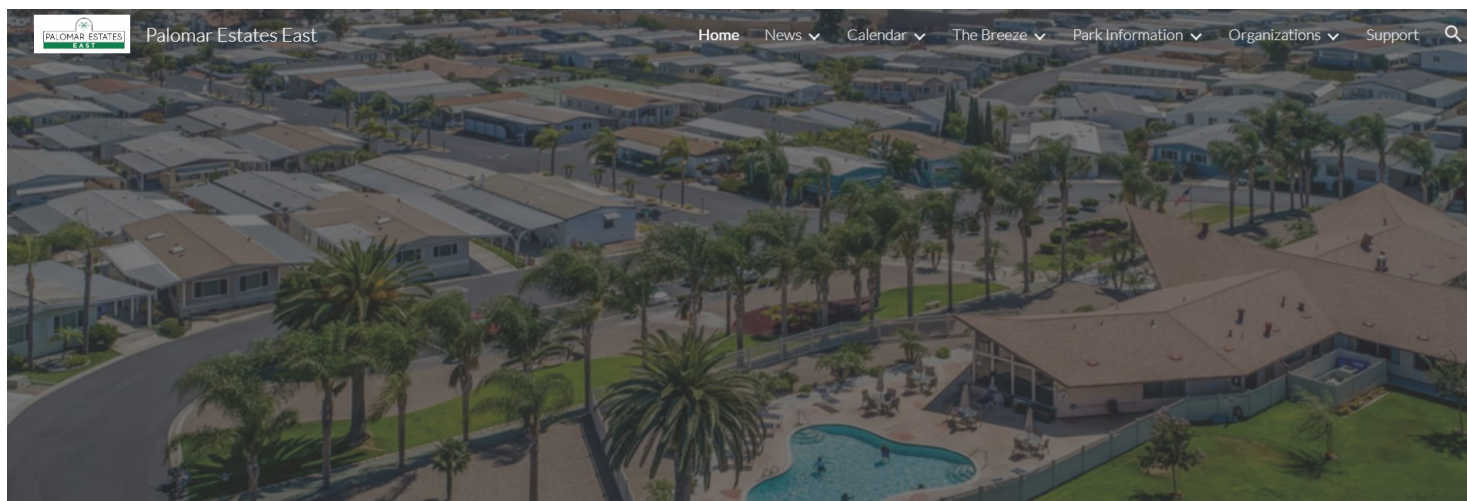 PALOMAR ESTATES
EAST
Palomar Estates East
Home
News
Calendar
The Breeze
Park Information
Organizations
Support